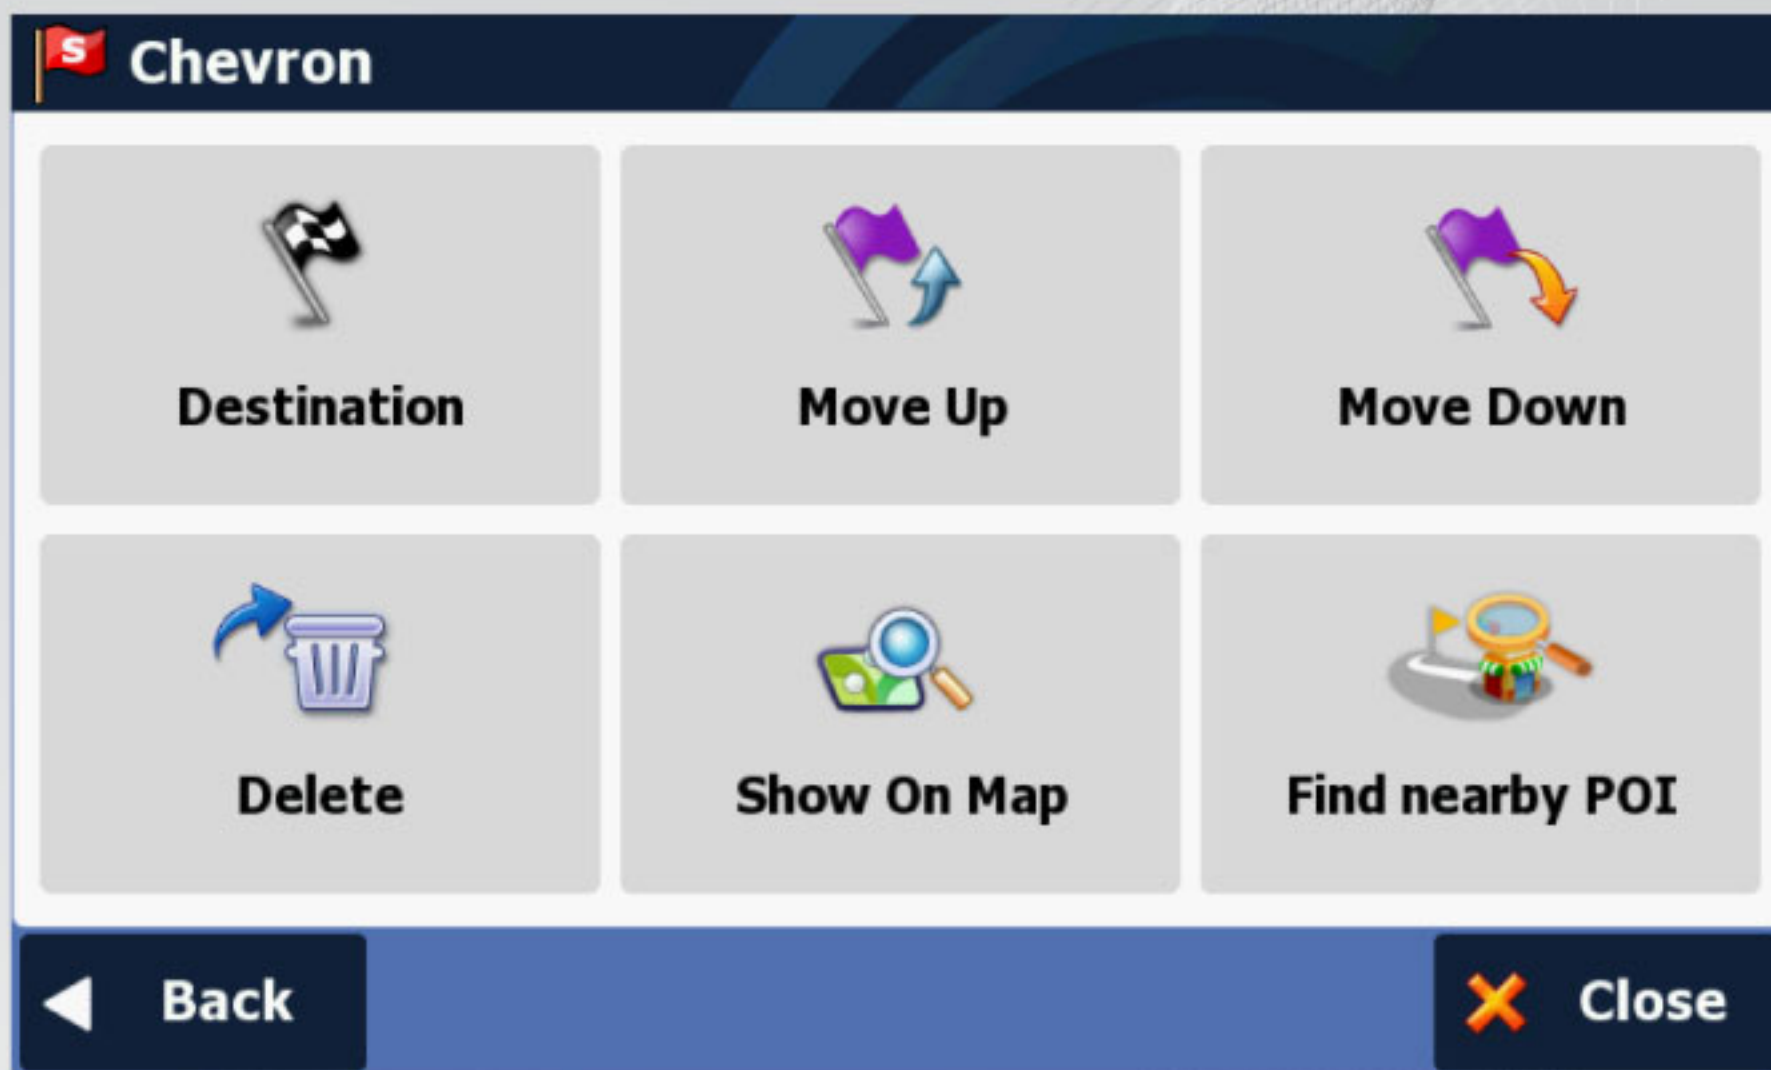 S Chevron
Destination
Move Up
Move Down
Delete
Show On Map
Find nearby POI
Back
Close